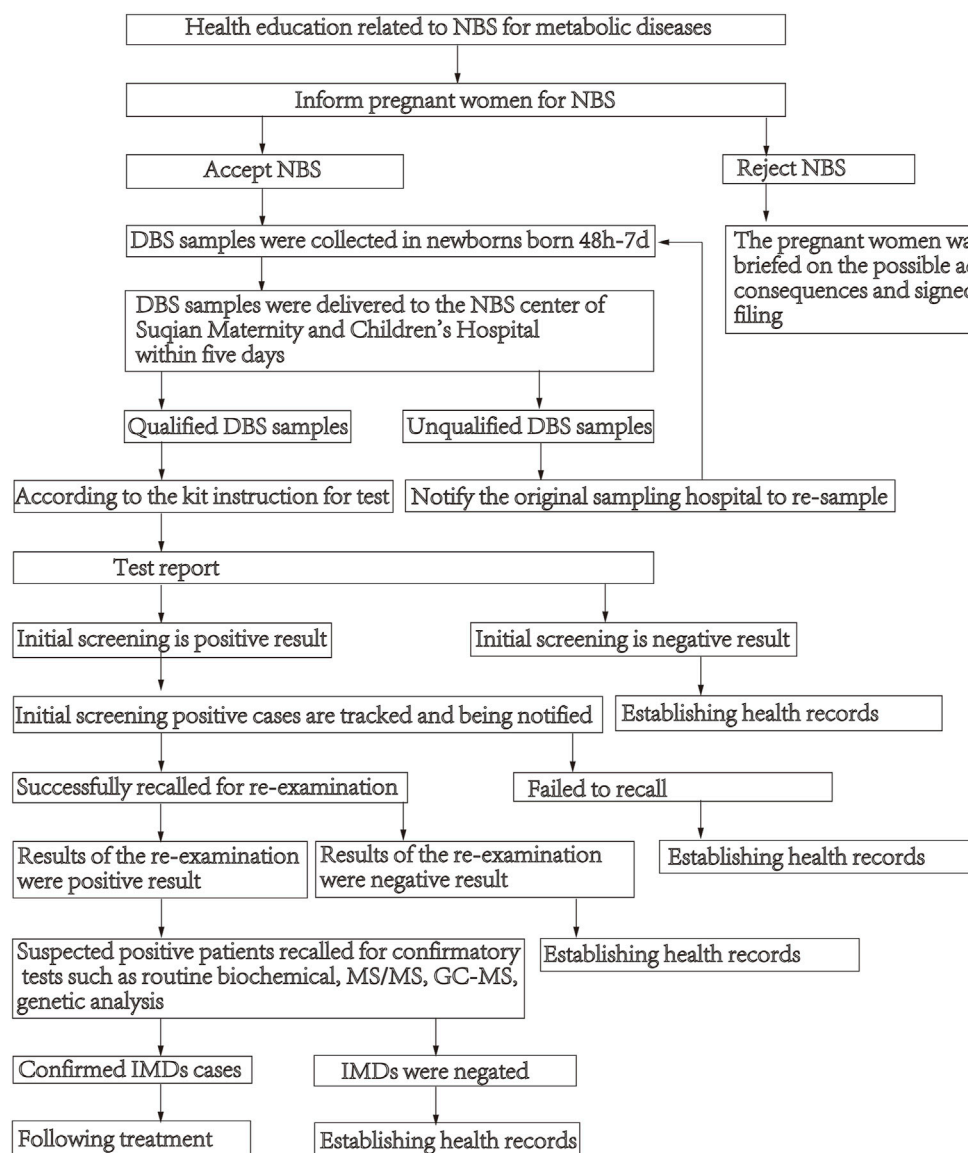 Health education related to NBS for metabolic diseases
Inform pregnant women for NBS
Accept NBS
Reject NBS
DBS samples were collected in newborns born 48h-7d
The pregnant women
briefed on the possible
consequences and signed
filing
DBS samples were delivered to the NBS center of
Suqian Maternity and Children's Hospital
within five days
Qualified DBS samples
Unqualified DBS samples
According to the kit instruction for test
Notify the original sampling hospital to re-sample
Test report
Initial screening is positive result
Initial screening is negative result
Initial screening positive cases are tracked and being notified
Establishing health records
Successfully recalled for re-examination
Failed to recall
Results of the re-examination
were positive result
Results of the re-examination
were negative result
Establishing health records
Suspected positive patients recalled for confirmatory
tests such as routine biochemical, MS/MS, GC-MS,
genetic analysis
Establishing health records
Confirmed IMDs cases
IMDs were negated
Following treatment
Establishing health records